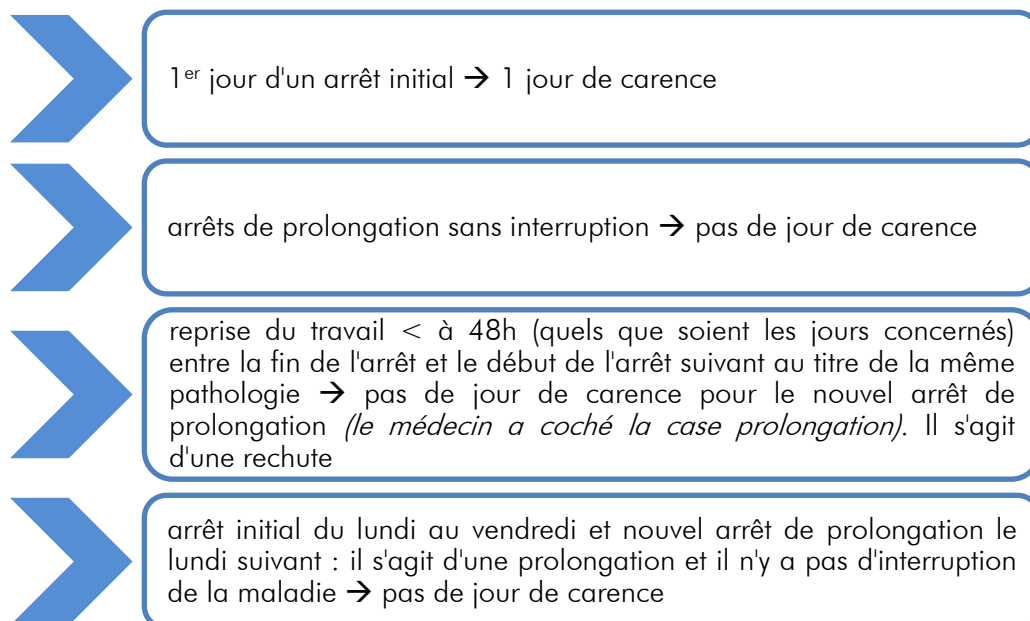 1er jour d'un arrêt initial → 1 jour de carence
arrêts de prolongation sans interruption → pas de jour de carence
reprise du travail < à 48h (quels que soient les jours concernés)
entre la fin de l'arrêt et le début de l'arrêt suivant au titre de la même
pathologie → pas de jour de carence pour le nouvel arrêt de
prolongation (le médecin a coché la case prolongation). Il s'agit
d'une rechute
arrêt initial du lundi au vendredi et nouvel arrêt de prolongation le
lundi suivant : il s'agit d'une prolongation et il n'y a pas d'interruption
de la maladie → pas de jour de carence